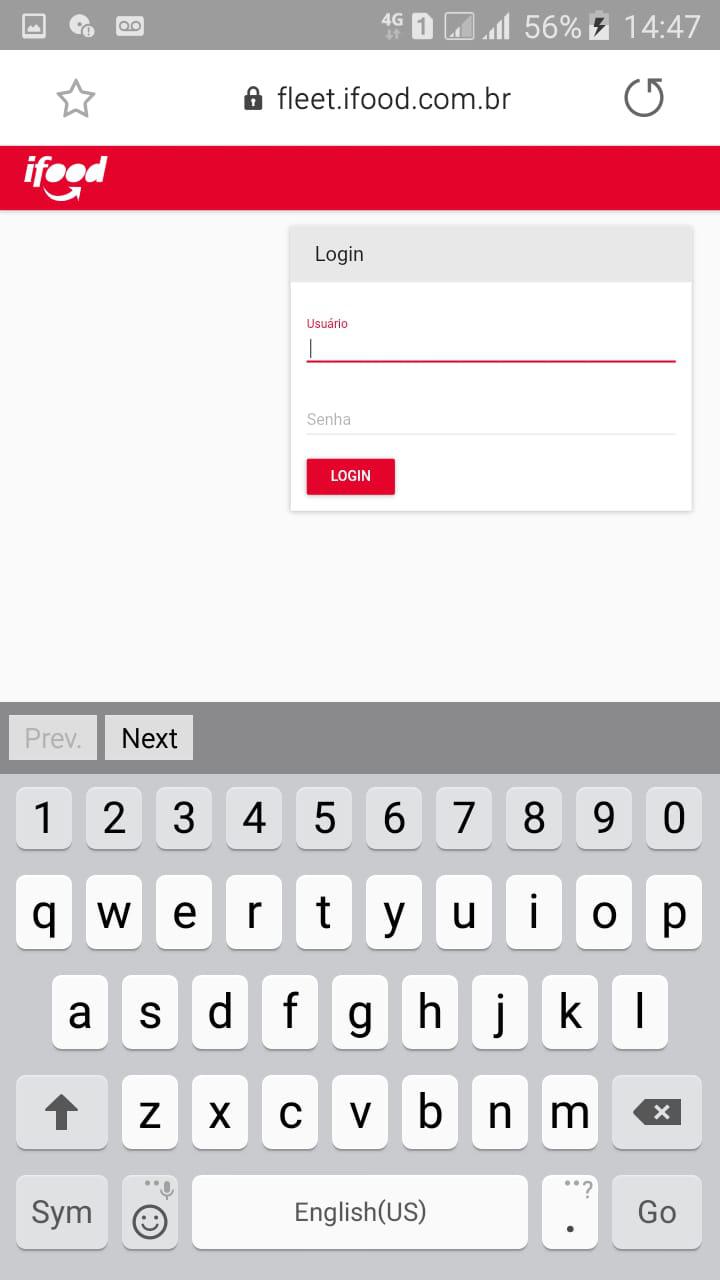 4G 1 56% 14:47
fleet.ifood.com.br
ifood
Login
Usuário
Senha
LOGIN
Prev. Next
1 2 3 4 5 6 7 8 9 0
q w e r t y u i o p
a s d f g h j k l
z x c v b n m
Sym English(US) . ? Go